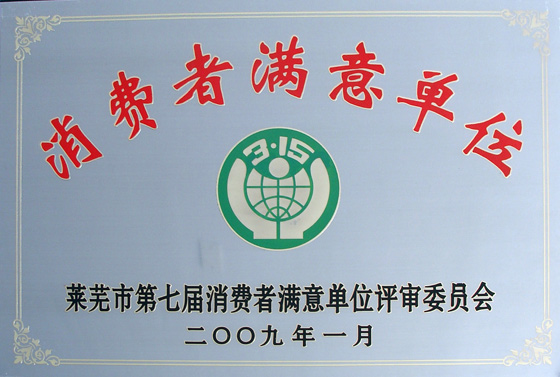 消费者满意单位
3·15
莱芜市第七届消费者满意单位评审委员会
二〇〇九年一月